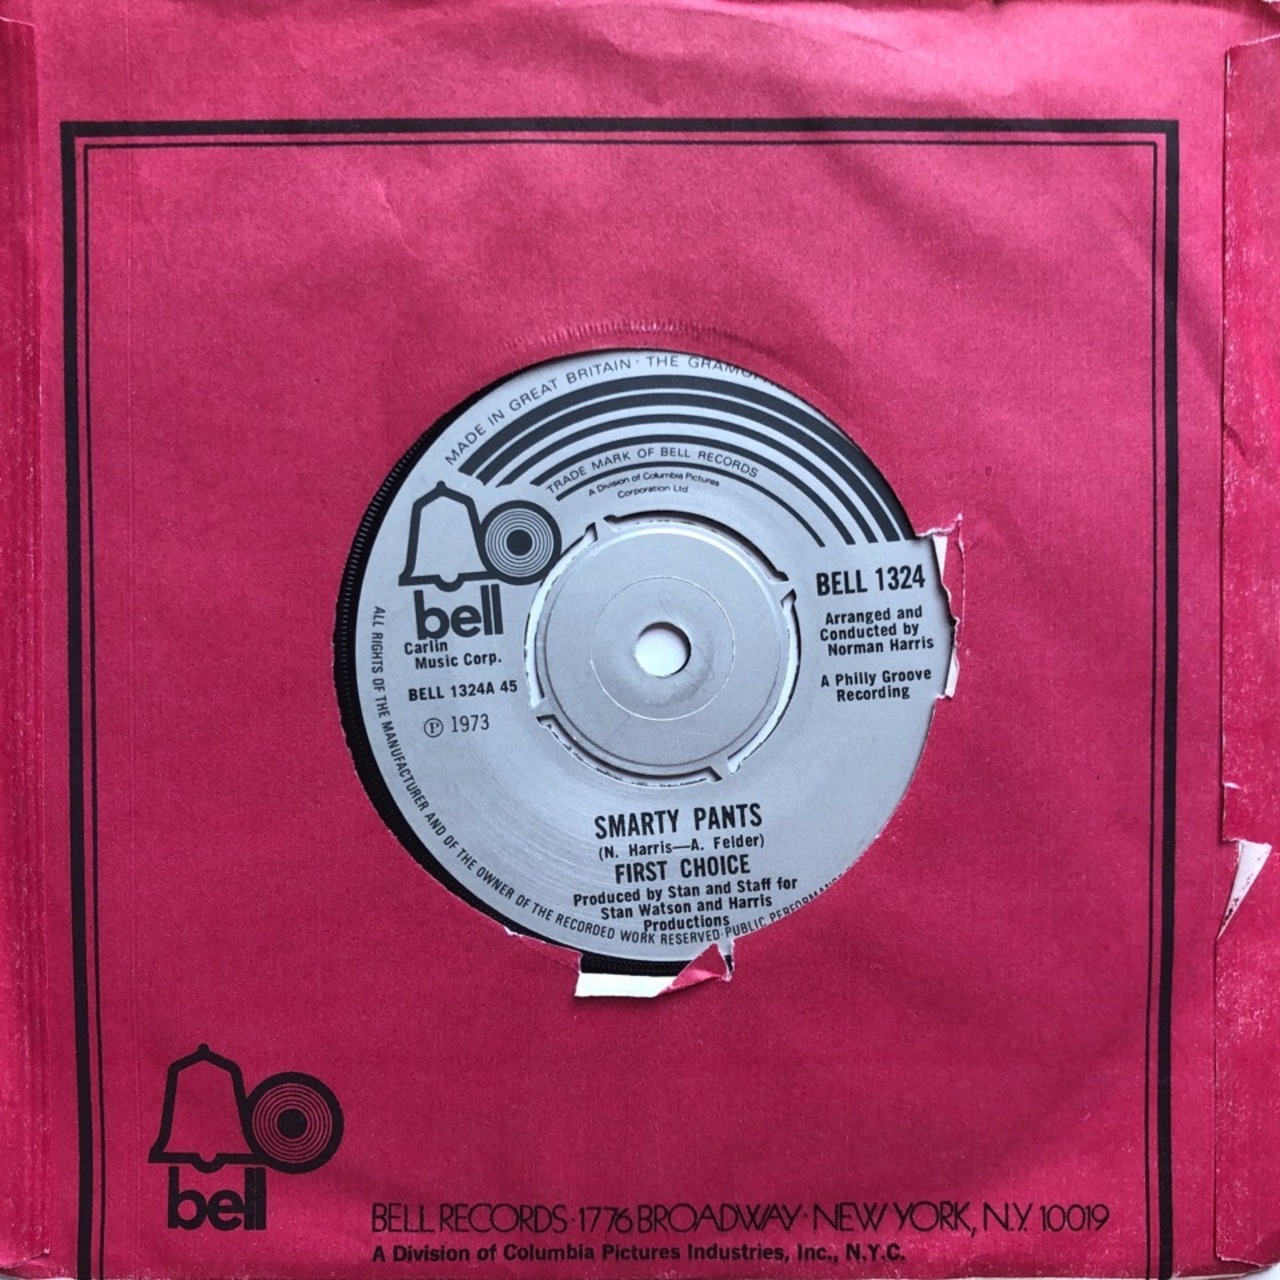 MADE IN GREAT BRITAIN · THE
TRADE MARK OF BELL RECORDS
A Division of Columbia Pictures
Corporation Ltd
bell
Carlin
Music Corp.
BELL 1324A 45
Ⓟ 1973
BELL 1324
Arranged and
Conducted by
Norman Harris
A Philly Groove
Recording
SMARTY PANTS
(N. Harris—A. Felder)
FIRST CHOICE
Produced by Stan and Staff for
Stan Watson and Harris
Productions
ALL RIGHTS OF THE MANUFACTURER AND OF THE OWNER OF THE RECORDED WORK RESERVED·PUBLIC
bell
BELL RECORDS·1776 BROADWAY·NEW YORK, N.Y. 10019
A Division of Columbia Pictures Industries, Inc., N.Y.C.